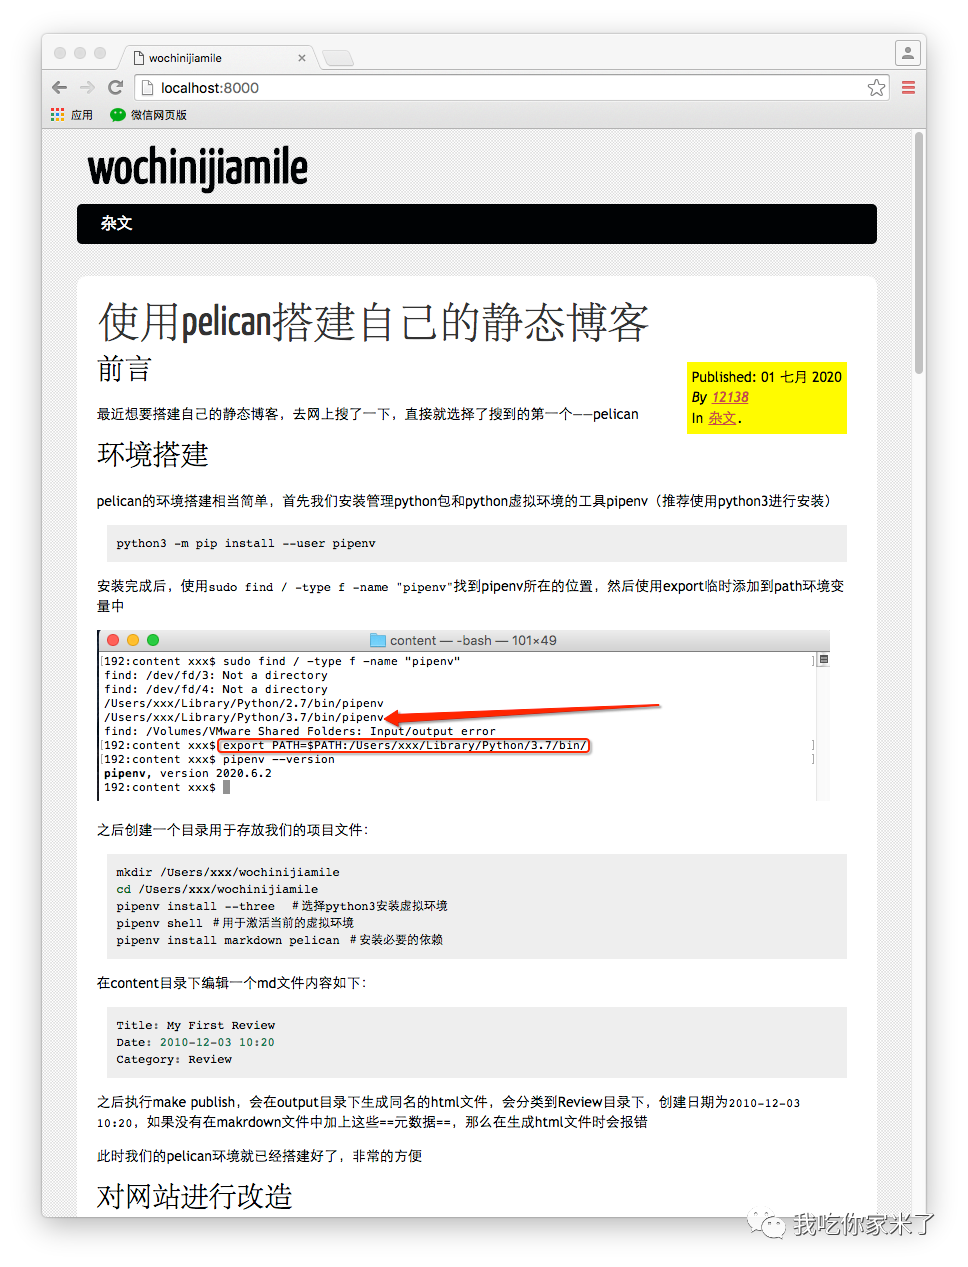 wochinijiamile
localhost:8000
应用 微信网页版
wochinijiamile
杂文
使用pelican搭建自己的静态博客
前言
Published: 01 七月 2020
By 12138
In 杂文.
最近想要搭建自己的静态博客，去网上搜了一下，直接就选择了搜到的第一个——pelican
环境搭建
pelican的环境搭建相当简单，首先我们安装管理python包和python虚拟环境的工具pipenv（推荐使用python3进行安装）
python3 -m pip install --user pipenv
安装完成后，使用sudo find / -type f -name "pipenv"找到pipenv所在的位置，然后使用export临时添加到path环境变
量中
content — -bash — 101×49
[192:content xxx$ sudo find / -type f -name "pipenv" ]
find: /dev/fd/3: Not a directory
find: /dev/fd/4: Not a directory
/Users/xxx/Library/Python/2.7/bin/pipenv
/Users/xxx/Library/Python/3.7/bin/pipenv
find: /Volumes/VMware Shared Folders: Input/output error
[192:content xxx$ export PATH=$PATH:/Users/xxx/Library/Python/3.7/bin/ ]
[192:content xxx$ pipenv --version ]
pipenv, version 2020.6.2
192:content xxx$
之后创建一个目录用于存放我们的项目文件：
mkdir /Users/xxx/wochinijiamile
cd /Users/xxx/wochinijiamile
pipenv install --three #选择python3安装虚拟环境
pipenv shell #用于激活当前的虚拟环境
pipenv install markdown pelican #安装必要的依赖
在content目录下编辑一个md文件内容如下：
Title: My First Review
Date: 2010-12-03 10:20
Category: Review
之后执行make publish，会在output目录下生成同名的html文件，会分类到Review目录下，创建日期为2010-12-03
10:20，如果没有在makrdown文件中加上这些==元数据==，那么在生成html文件时会报错
此时我们的pelican环境就已经搭建好了，非常的方便
对网站进行改造
我吃你家米了